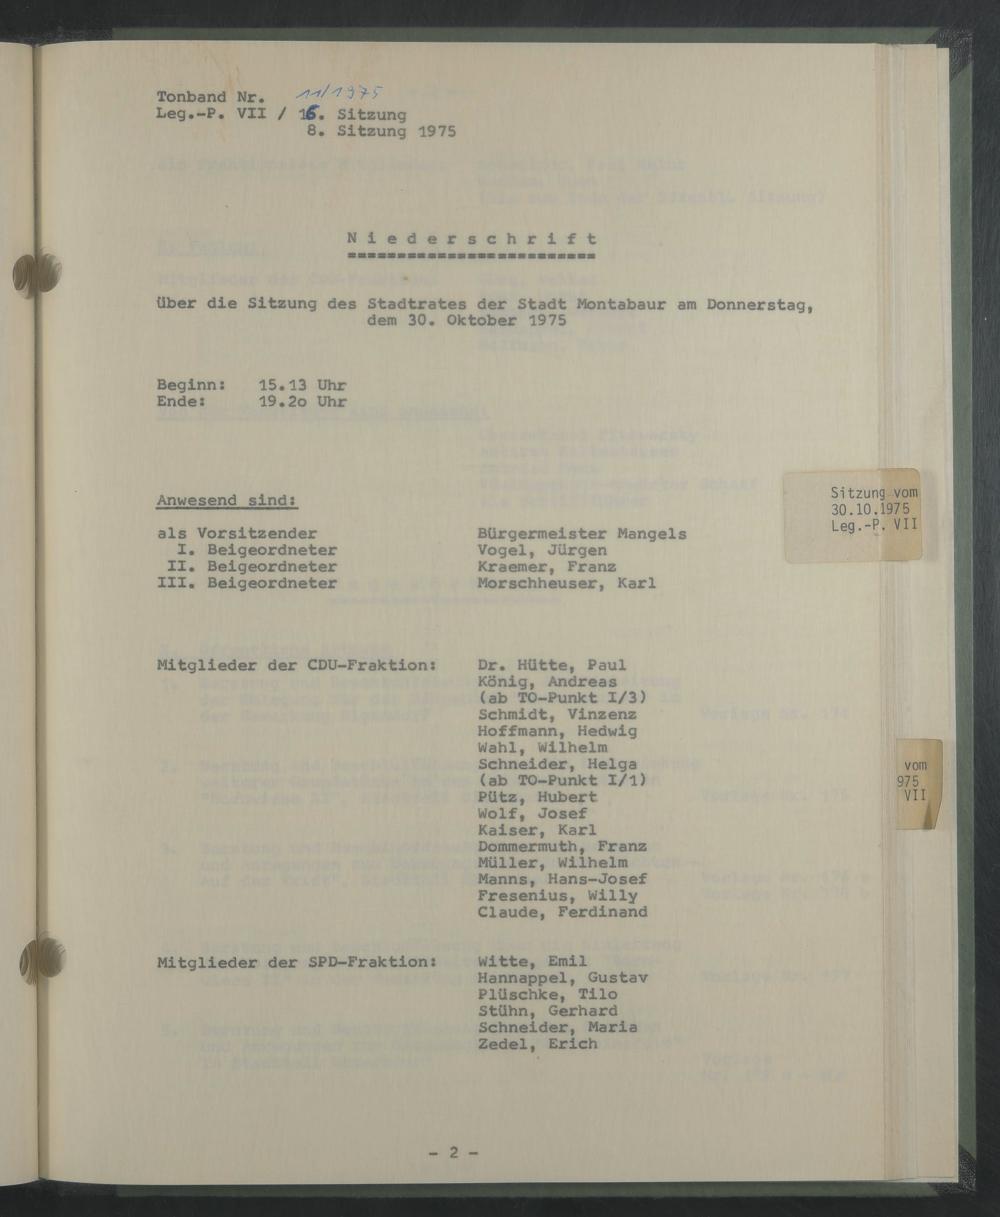 Tonband Nr. 11/1975
Leg.-P. VII / 16. Sitzung
8. Sitzung 1975
Niederschrift
über die Sitzung des Stadtrates der Stadt Montabaur am Donnerstag,
dem 30. Oktober 1975
Beginn: 15.13 Uhr
Ende: 19.2o Uhr
Anwesend sind:
als Vorsitzender Bürgermeister Mangels
I. Beigeordneter Vogel, Jürgen
II. Beigeordneter Kraemer, Franz
III. Beigeordneter Morschheuser, Karl
Mitglieder der CDU-Fraktion: Dr. Hütte, Paul
König, Andreas
(ab TO-Punkt I/3)
Schmidt, Vinzenz
Hoffmann, Hedwig
Wahl, Wilhelm
Schneider, Helga
(ab TO-Punkt I/1)
Pütz, Hubert
Wolf, Josef
Kaiser, Karl
Dommermuth, Franz
Müller, Wilhelm
Manns, Hans-Josef
Fresenius, Willy
Claude, Ferdinand
Mitglieder der SPD-Fraktion: Witte, Emil
Hannappel, Gustav
Plüschke, Tilo
Stühn, Gerhard
Schneider, Maria
Zedel, Erich
- 2 -
Sitzung vom
30.10.1975
Leg.-P. VII
vom
975
VII